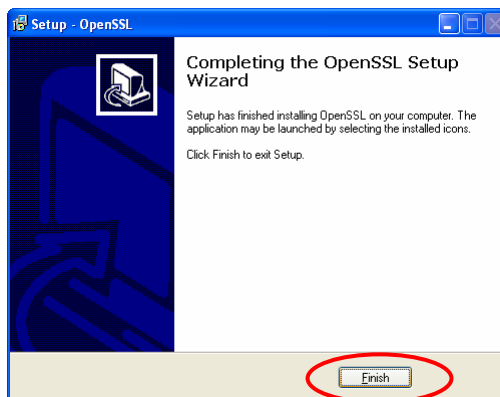 Setup - OpenSSL
Completing the OpenSSL Setup
Wizard
Setup has finished installing OpenSSL on your computer. The
application may be launched by selecting the installed icons.
Click Finish to exit Setup.
Finish